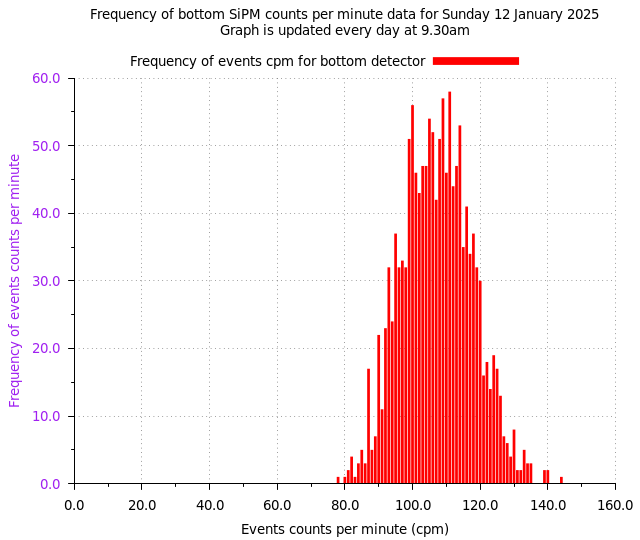 Frequency of bottom SiPM counts per minute data for Sunday 12 January 2025
Graph is updated every day at 9.30am
Frequency of events cpm for bottom detector
Frequency of events counts per minute
60.0
50.0
40.0
30.0
20.0
10.0
0.0
0.0 20.0 40.0 60.0 80.0 100.0 120.0 140.0 160.0
Events counts per minute (cpm)